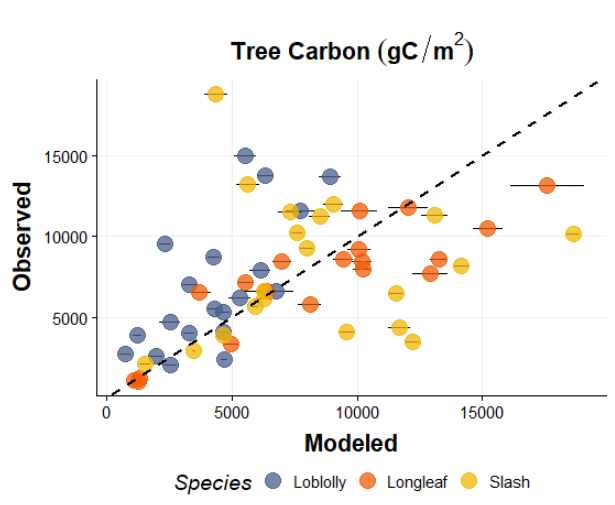 Tree Carbon (gC/m²)
Observed
15000
10000
5000
0 5000 10000 15000
Modeled
Species Loblolly Longleaf Slash